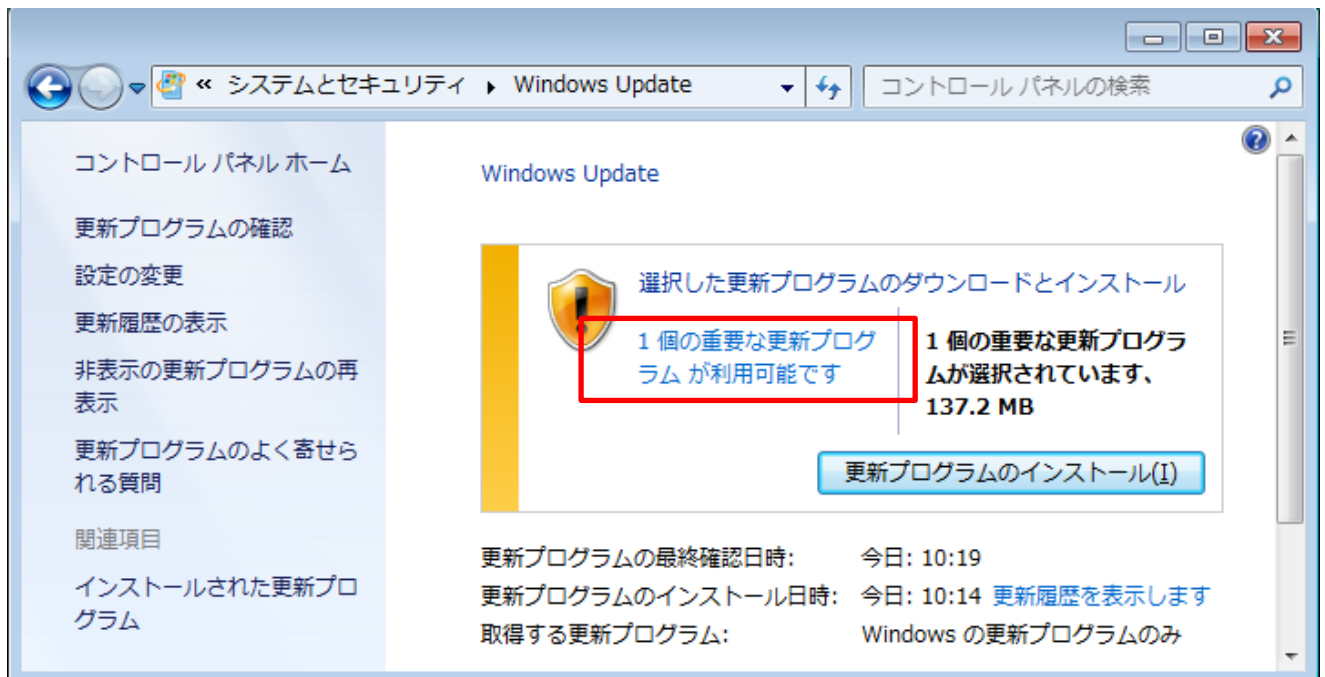 « システムとセキュリティ ▸ Windows Update
コントロール パネルの検索
コントロール パネル ホーム
更新プログラムの確認
設定の変更
更新履歴の表示
非表示の更新プログラムの再
表示
更新プログラムのよく寄せら
れる質問
関連項目
インストールされた更新プロ
グラム
Windows Update
選択した更新プログラムのダウンロードとインストール
1 個の重要な更新プログ
ラム が利用可能です
1 個の重要な更新プログラ
ムが選択されています、
137.2 MB
更新プログラムのインストール(I)
更新プログラムの最終確認日時: 今日: 10:19
更新プログラムのインストール日時: 今日: 10:14 更新履歴を表示します
取得する更新プログラム: Windows の更新プログラムのみ